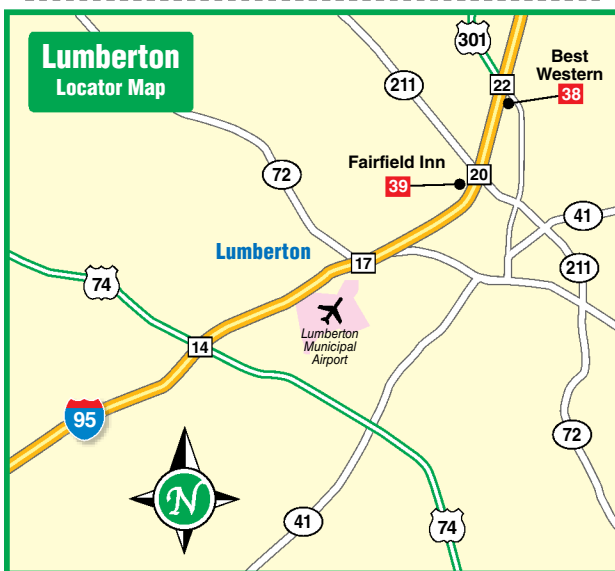 Lumberton
Locator Map
301
Best
Western
22
38
211
Fairfield Inn
20
39
72
41
Lumberton
17
211
74
Lumberton
Municipal
Airport
14
95
72
N
41
74